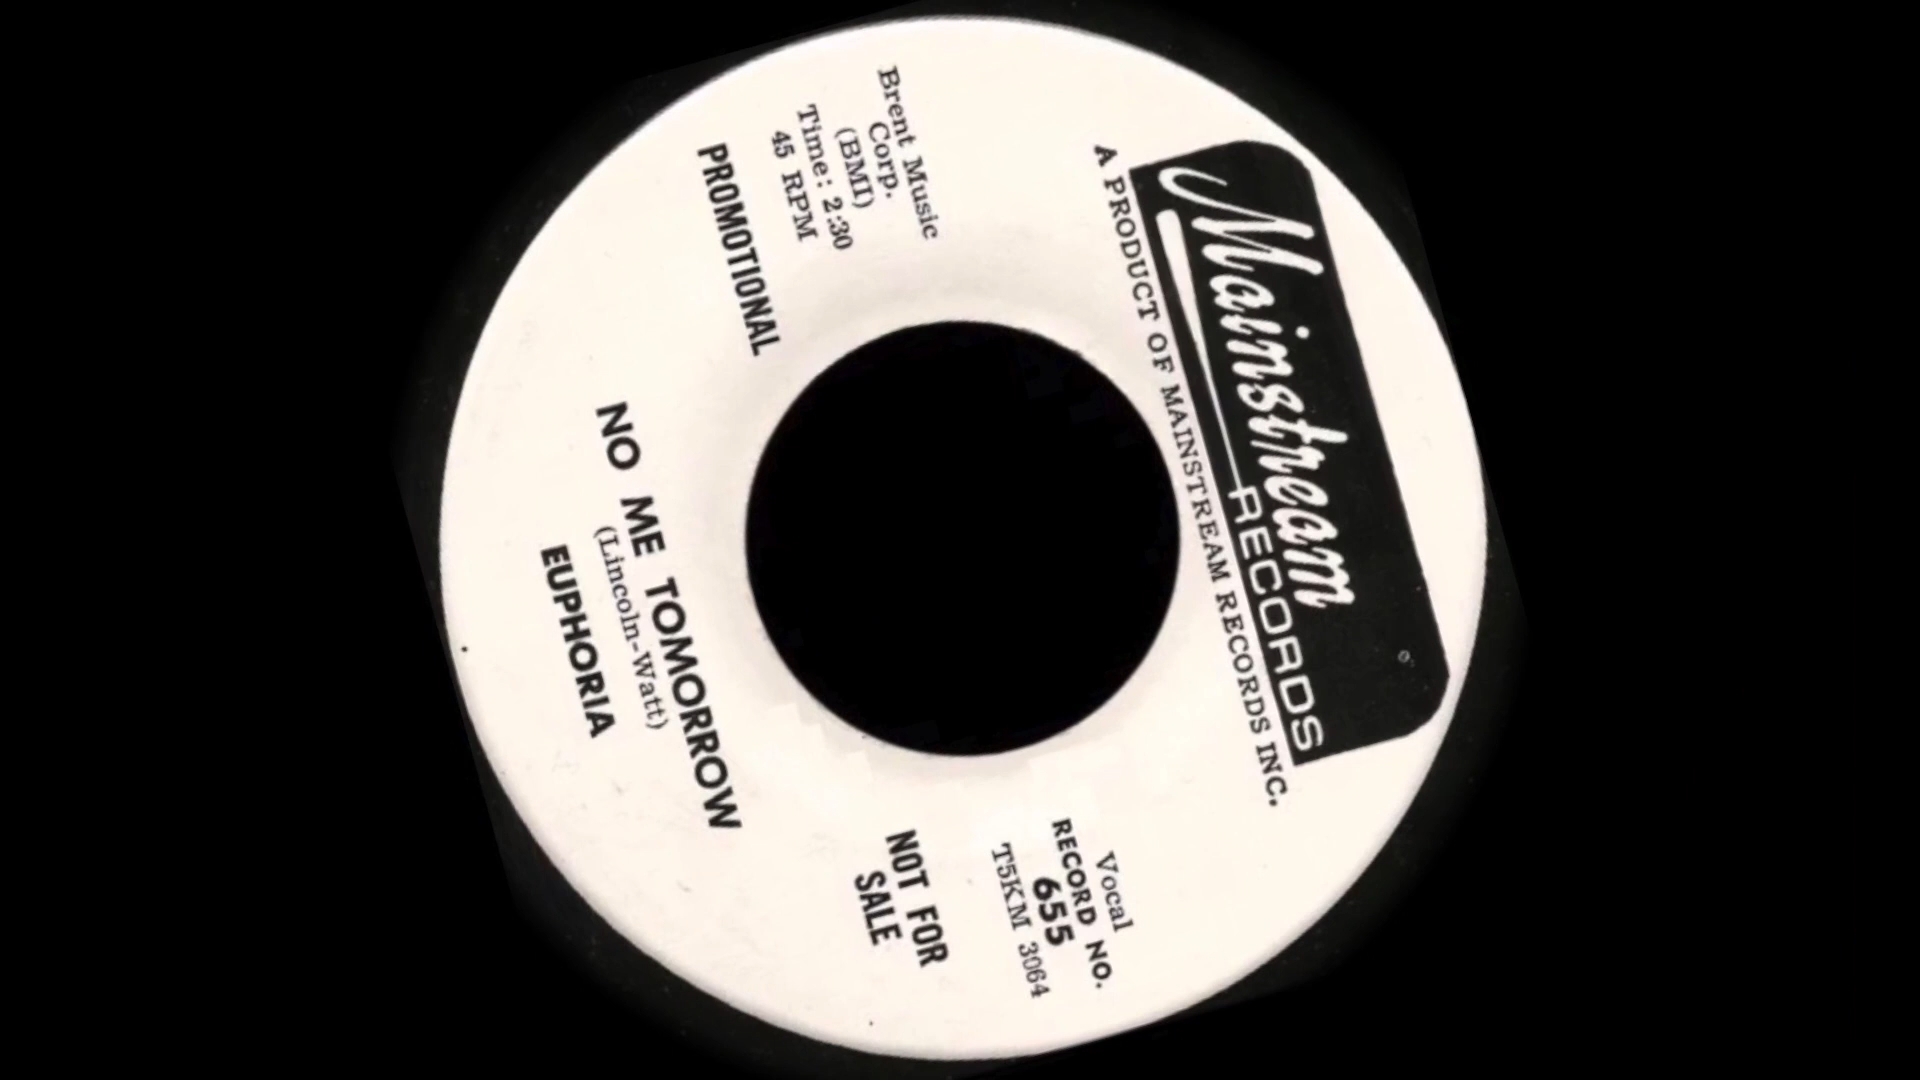 Mainstream
RECORDS
A PRODUCT OF MAINSTREAM RECORDS INC.
Brent Music
Corp.
(BMI)
Time: 2:30
45 RPM
PROMOTIONAL
Vocal
RECORD NO.
655
T5KM 3064
NOT FOR
SALE
NO ME TOMORROW
(Lincoln-Watt)
EUPHORIA